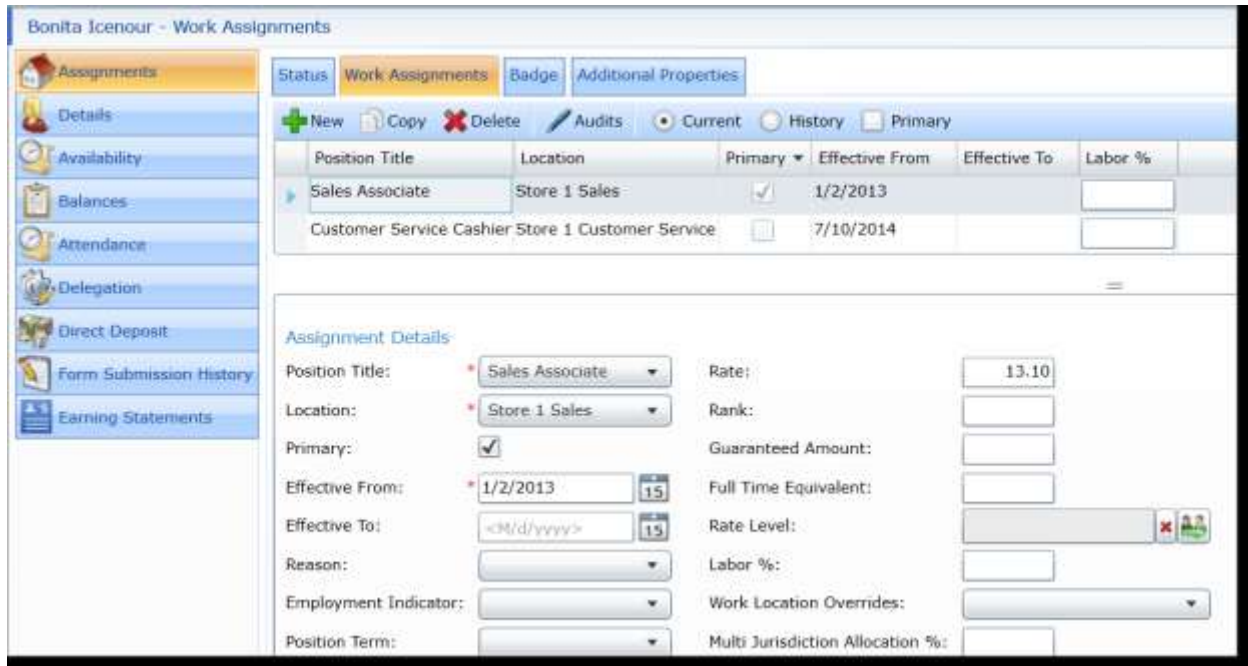 Bonita Icenour - Work Assignments
Assignments
Details
Availability
Balances
Attendance
Delegation
Direct Deposit
Form Submission History
Earning Statements
Status Work Assignments Badge Additional Properties
New Copy Delete Audits Current History Primary
Position Title Location Primary Effective From Effective To Labor %
Sales Associate Store 1 Sales 1/2/2013
Customer Service Cashier Store 1 Customer Service 7/10/2014
Assignment Details
Position Title: * Sales Associate Rate: 13.10
Location: * Store 1 Sales Rank:
Primary: Guaranteed Amount:
Effective From: * 1/2/2013 15 Full Time Equivalent:
Effective To: <M/d/yyyy> 15 Rate Level:
Reason: Labor %:
Employment Indicator: Work Location Overrides:
Position Term: Multi Jurisdiction Allocation %: